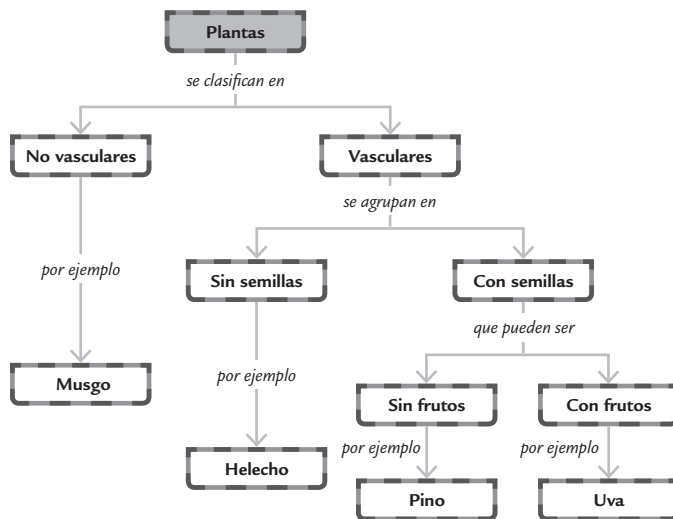 Plantas
se clasifican en
No vasculares
Vasculares
se agrupan en
por ejemplo
Sin semillas
Con semillas
que pueden ser
Musgo
por ejemplo
Sin frutos
Con frutos
por ejemplo
por ejemplo
Helecho
Pino
Uva